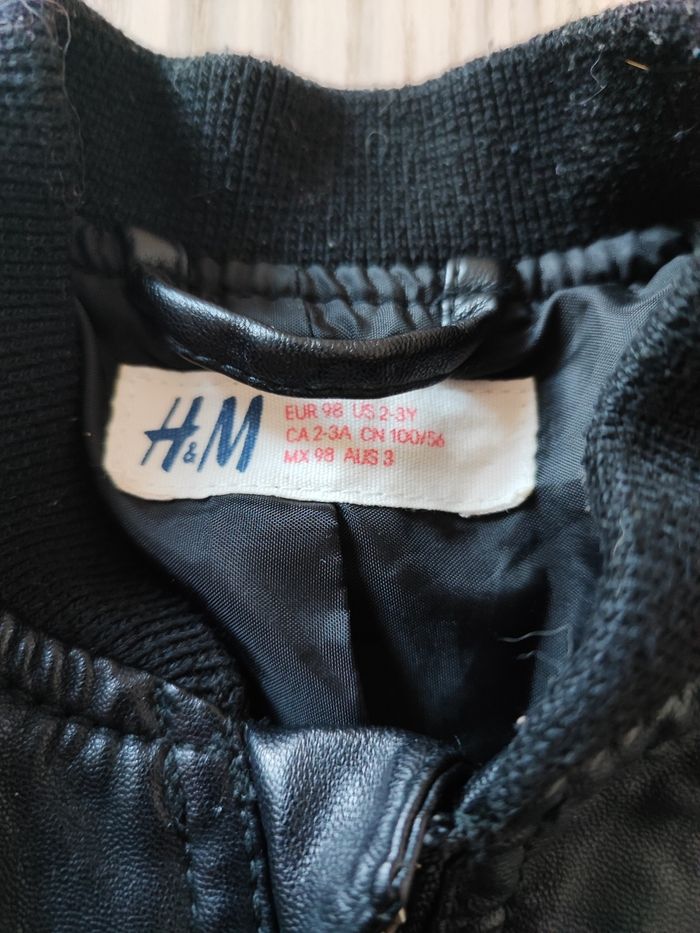 H&M
EUR 98 US 2-3Y
CA 2-3A CN 100/56
MX 98 AUS 3